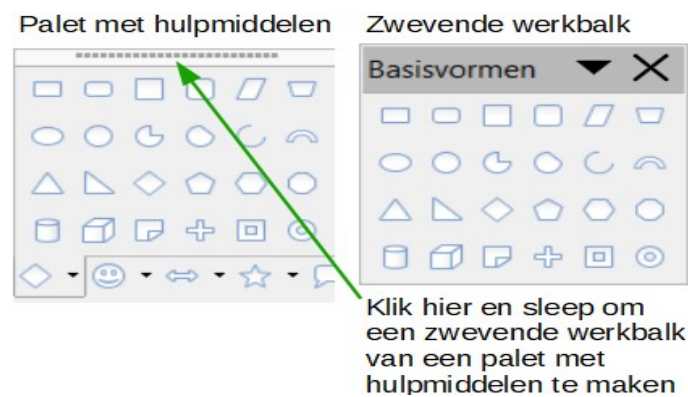 Palet met hulpmiddelen
Zwevende werkbalk
Basisvormen
Klik hier en sleep om
een zwevende werkbalk
van een palet met
hulpmiddelen te maken